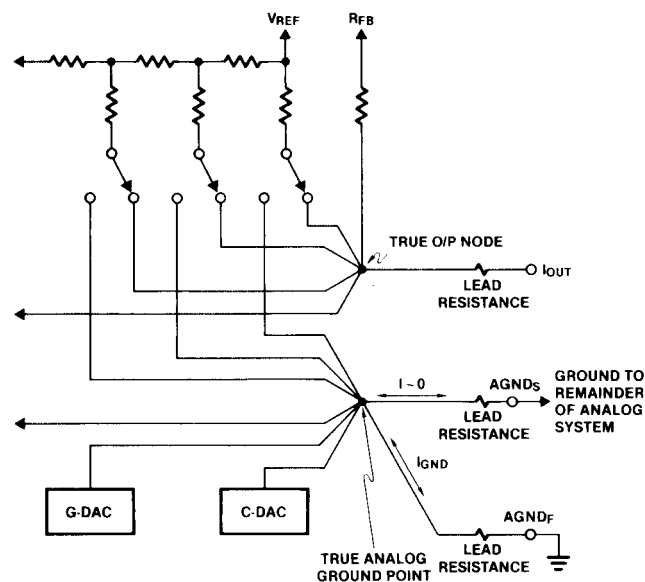 VREF
RFB
TRUE O/P NODE
IOUT
LEAD
RESISTANCE
I ~ 0
AGNDS
GROUND TO
REMAINDER
OF ANALOG
SYSTEM
LEAD
RESISTANCE
IGND
G-DAC
C-DAC
AGNDF
LEAD
RESISTANCE
TRUE ANALOG
GROUND POINT